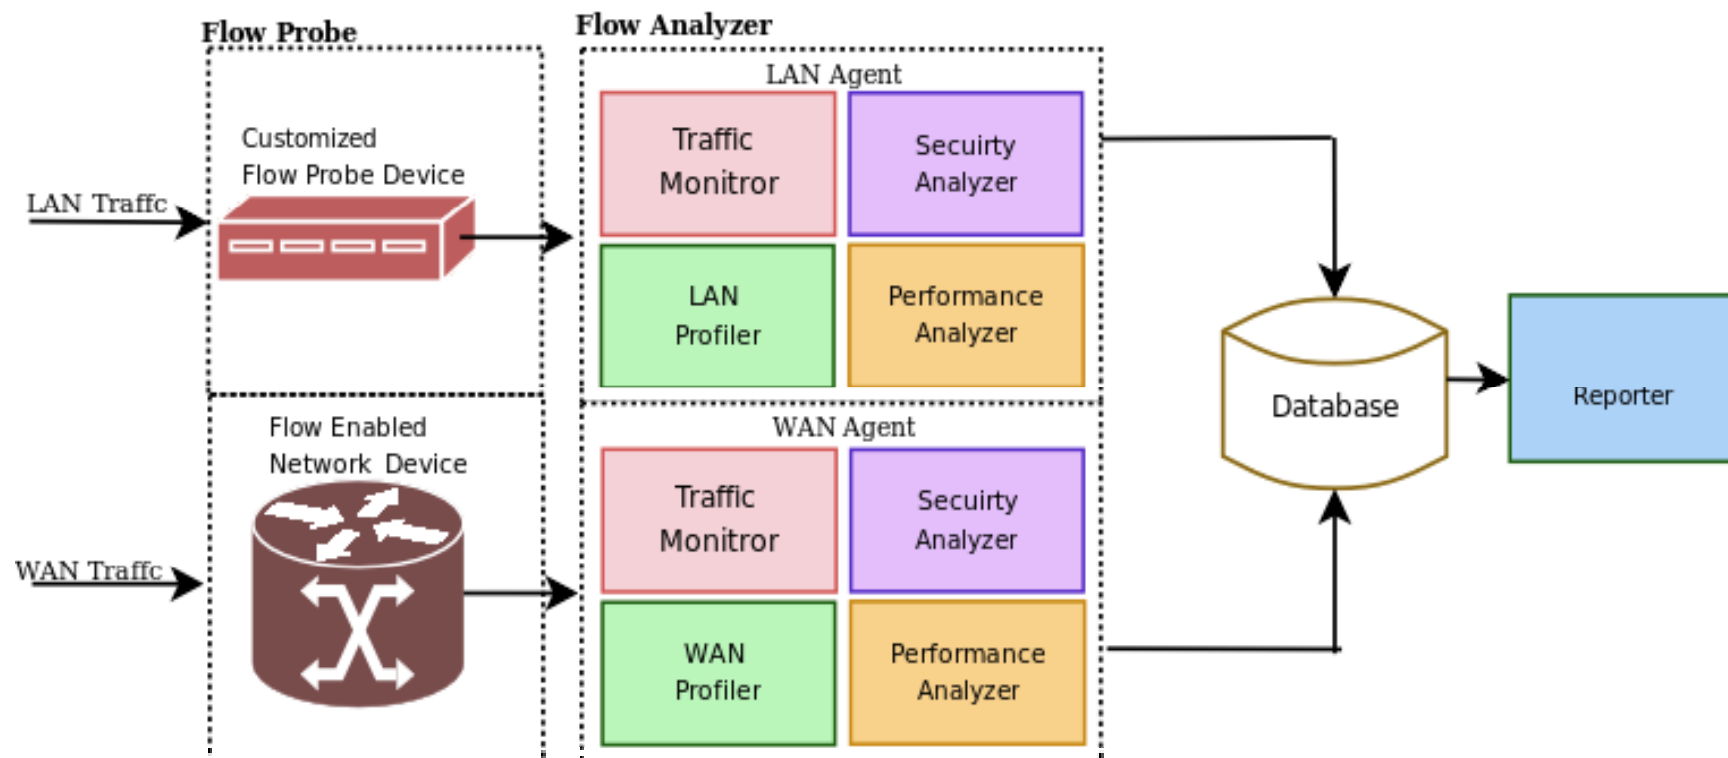 Flow Probe
Flow Analyzer
LAN Agent
Customized
Flow Probe Device
LAN Traffc
Traffic
Monitror
Secuirty
Analyzer
LAN
Profiler
Performance
Analyzer
Flow Enabled
Network Device
WAN Traffc
WAN Agent
Traffic
Monitror
Secuirty
Analyzer
WAN
Profiler
Performance
Analyzer
Database
Reporter